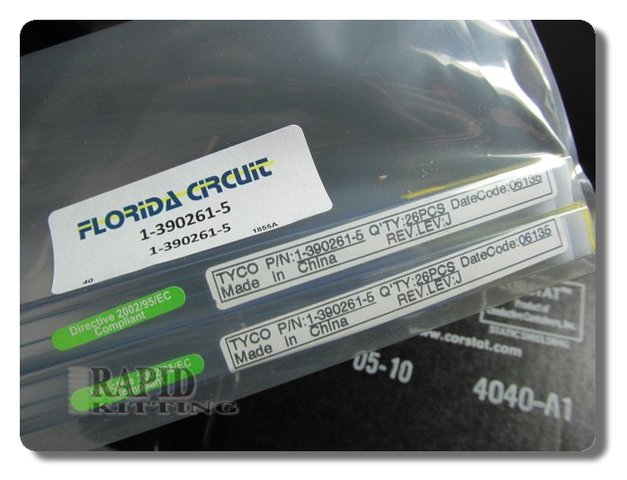 FLORIDA CIRCUIT
1-390261-5
1-390261-5
40
1855A
TYCO P/N:1-390261-5 Q'TY:26PCS DateCode:06135
Made in China REV.LEV:J
Directive 2002/95/EC
Compliant
TYCO P/N:1-390261-5 Q'TY:26PCS DateCode:06135
Made in China REV.LEV:J
RAPID
KITTING
STATIC SHIELDING
www.corstat.com
05-10
4040-A1